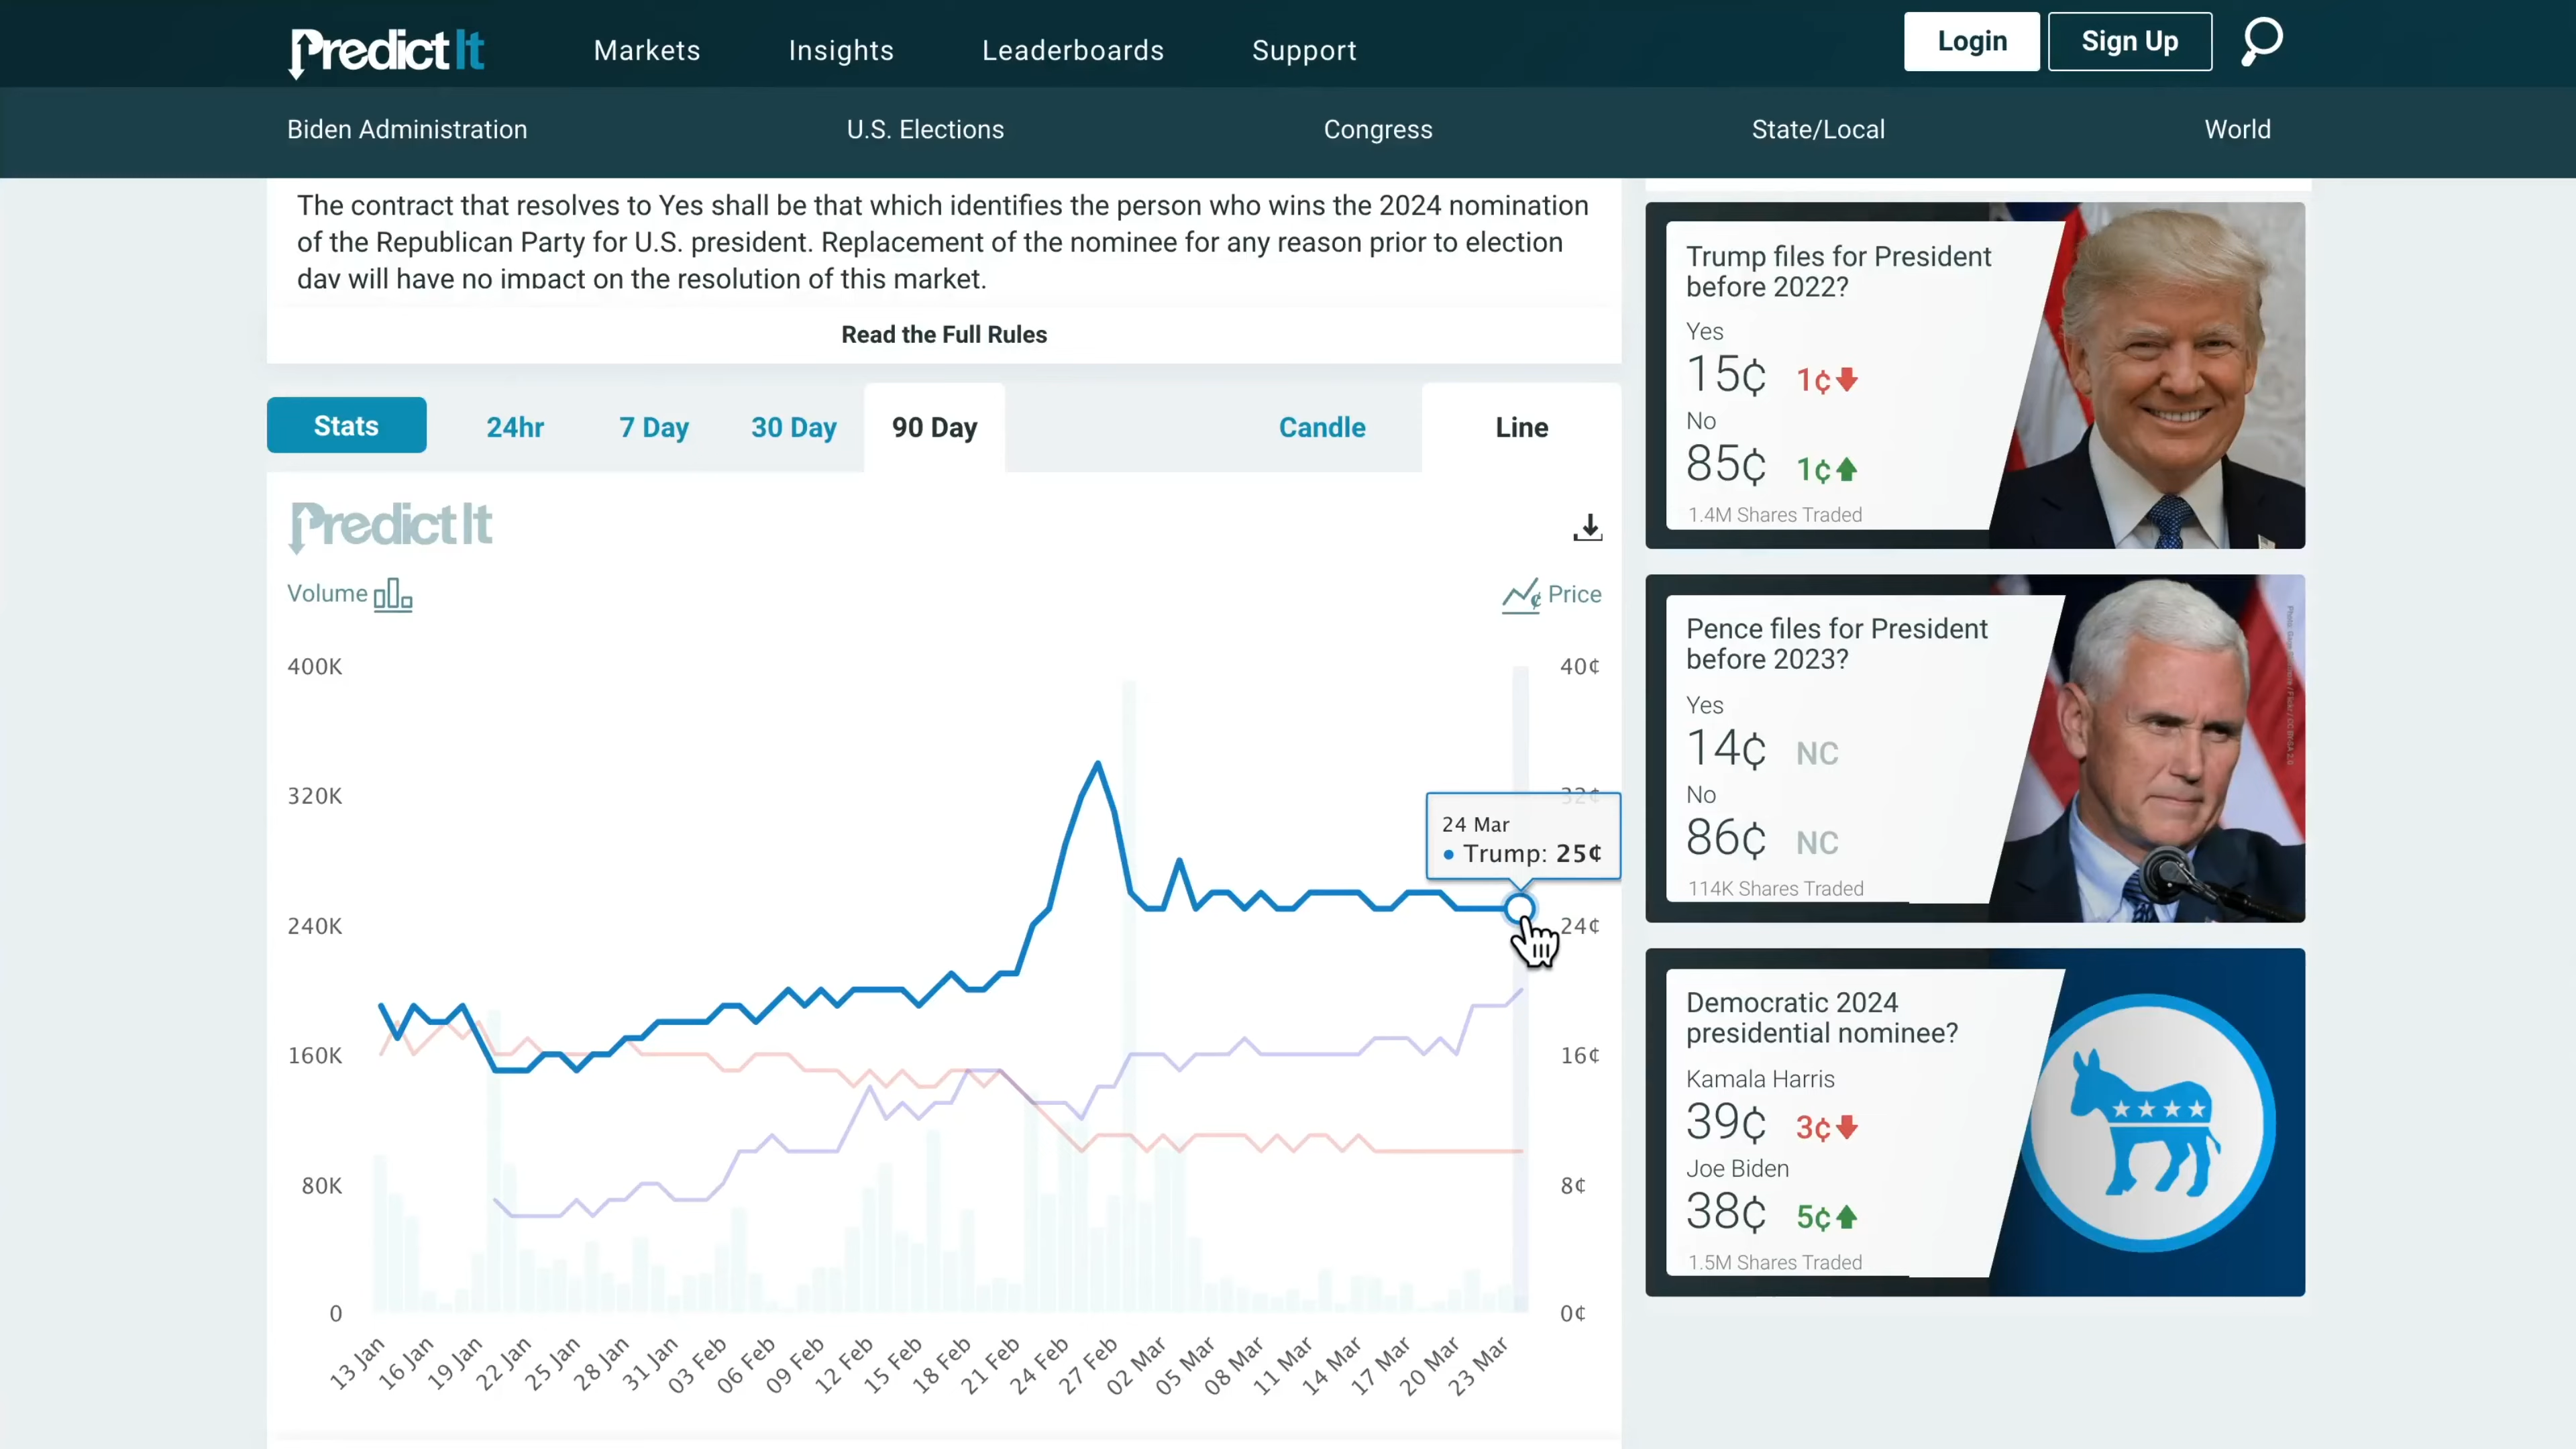 PredictIt
Markets
Insights
Leaderboards
Support
Login
Sign Up
Biden Administration
U.S. Elections
Congress
State/Local
World
The contract that resolves to Yes shall be that which identifies the person who wins the 2024 nomination
of the Republican Party for U.S. president. Replacement of the nominee for any reason prior to election
day will have no impact on the resolution of this market.
Read the Full Rules
Stats
24hr
7 Day
30 Day
90 Day
Candle
Line
PredictIt
Volume
¢ Price
400K
320K
240K
160K
80K
0
40¢
32¢
24¢
16¢
8¢
0¢
24 Mar
Trump: 25¢
13 Jan
16 Jan
19 Jan
22 Jan
25 Jan
28 Jan
31 Jan
03 Feb
06 Feb
09 Feb
12 Feb
15 Feb
18 Feb
21 Feb
24 Feb
27 Feb
02 Mar
05 Mar
08 Mar
11 Mar
14 Mar
17 Mar
20 Mar
23 Mar
Trump files for President
before 2022?
Yes
15¢ 1¢
No
85¢ 1¢
1.4M Shares Traded
Pence files for President
before 2023?
Yes
14¢ NC
No
86¢ NC
114K Shares Traded
Democratic 2024
presidential nominee?
Kamala Harris
39¢ 3¢
Joe Biden
38¢ 5¢
1.5M Shares Traded